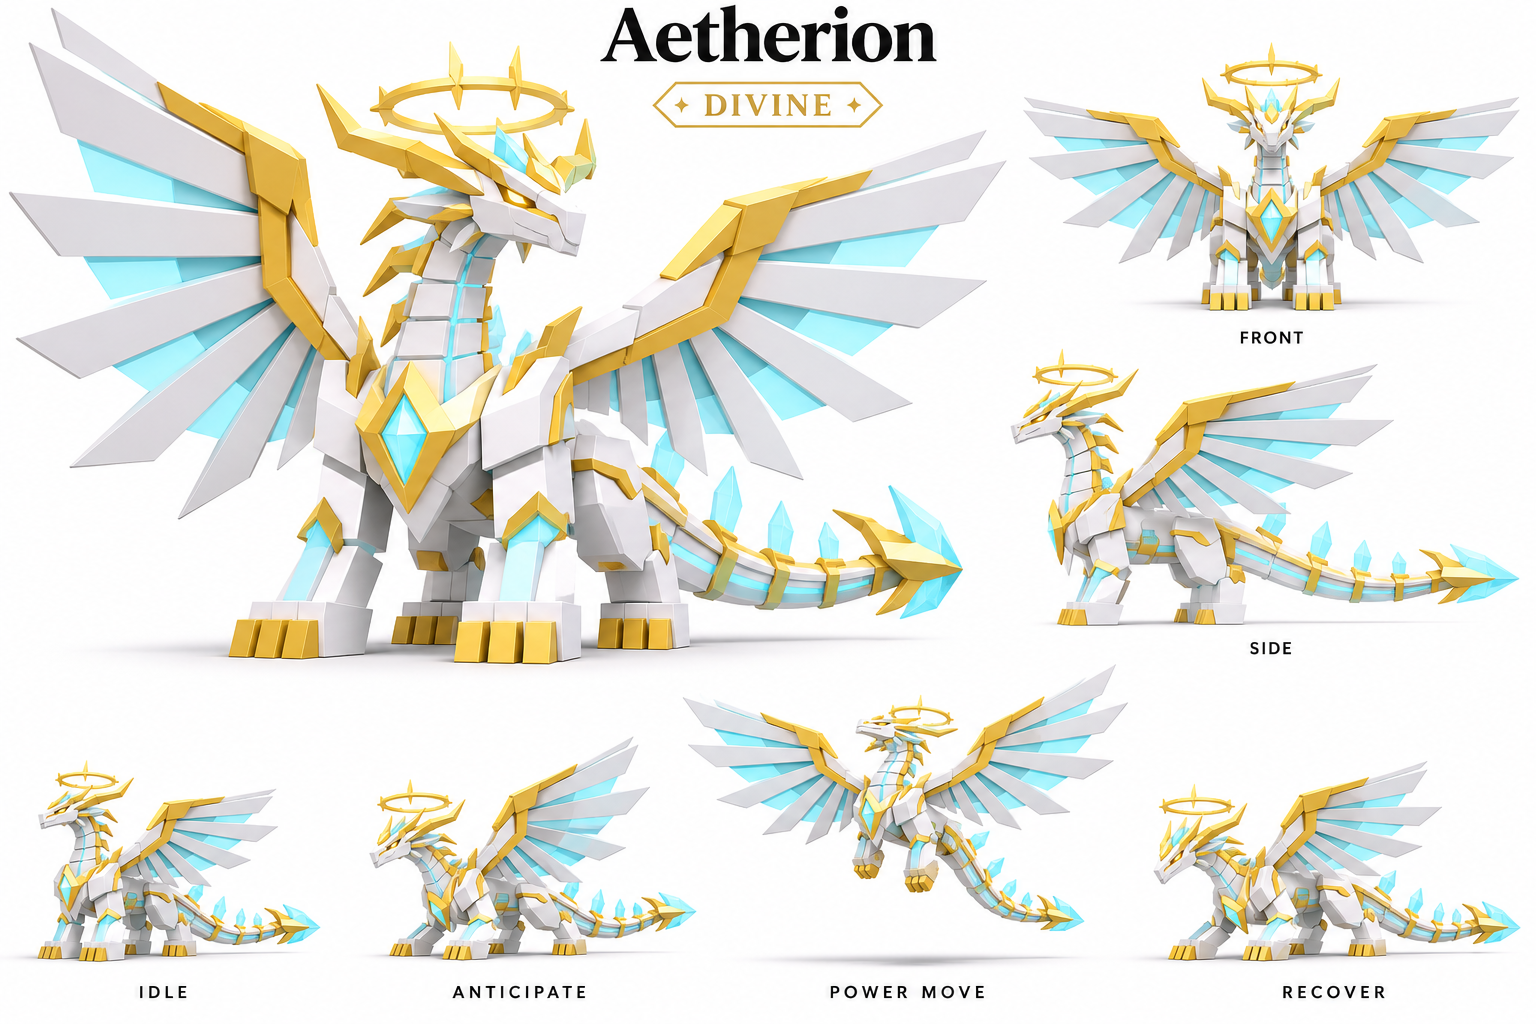 Aetherion
DIVINE
FRONT
SIDE
IDLE
ANTICIPATE
POWER MOVE
RECOVER